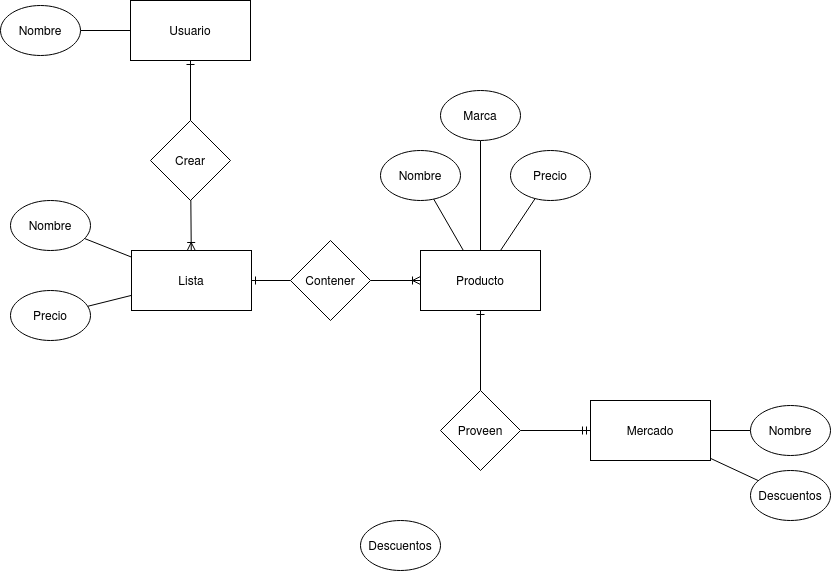 Nombre
Usuario
Marca
Crear
Nombre
Precio
Nombre
Lista
Contener
Producto
Precio
Proveen
Mercado
Nombre
Descuentos
Descuentos